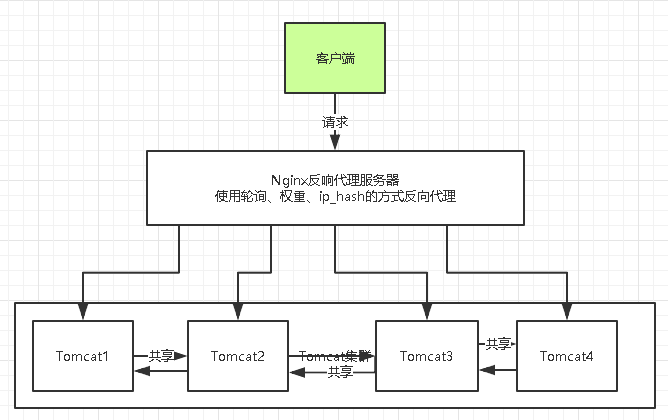 客户端
请求
Nginx反响代理服务器
使用轮询、权重、ip_hash的方式反向代理
Tomcat1
共享
Tomcat2
Tomcat集群
共享
Tomcat3
共享
Tomcat4